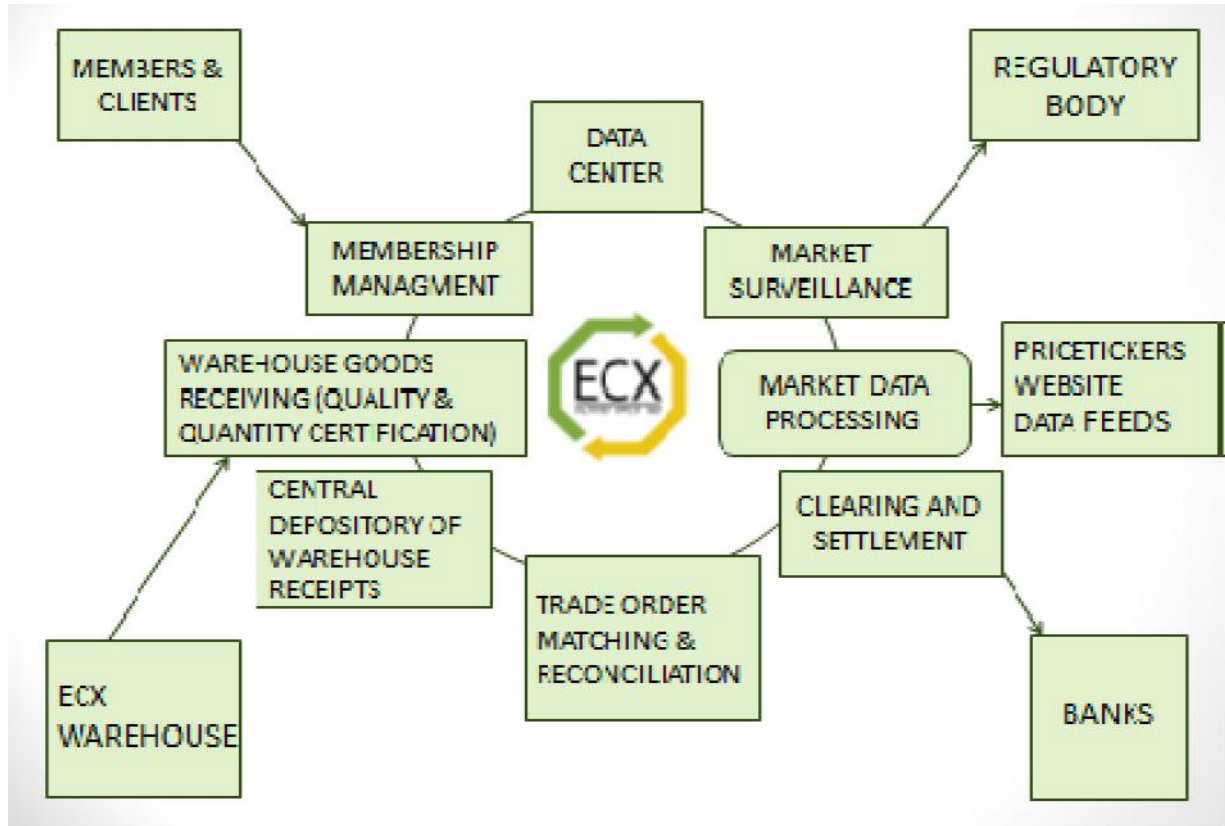 MEMBERS &
CLIENTS
REGULATORY
BODY
DATA
CENTER
MEMBERSHIP
MANAGMENT
MARKET
SURVEILLANCE
WAREHOUSE GOODS
RECEIVING (QUALITY &
QUANTITY CERTIFICATION)
ECX
MARKET DATA
PROCESSING
PRICETICKERS
WEBSITE
DATA FEEDS
CENTRAL
DEPOSITORY OF
WAREHOUSE
RECEIPTS
CLEARING AND
SETTLEMENT
TRADE ORDER
MATCHING &
RECONCILIATION
ECX
WAREHOUSE
BANKS